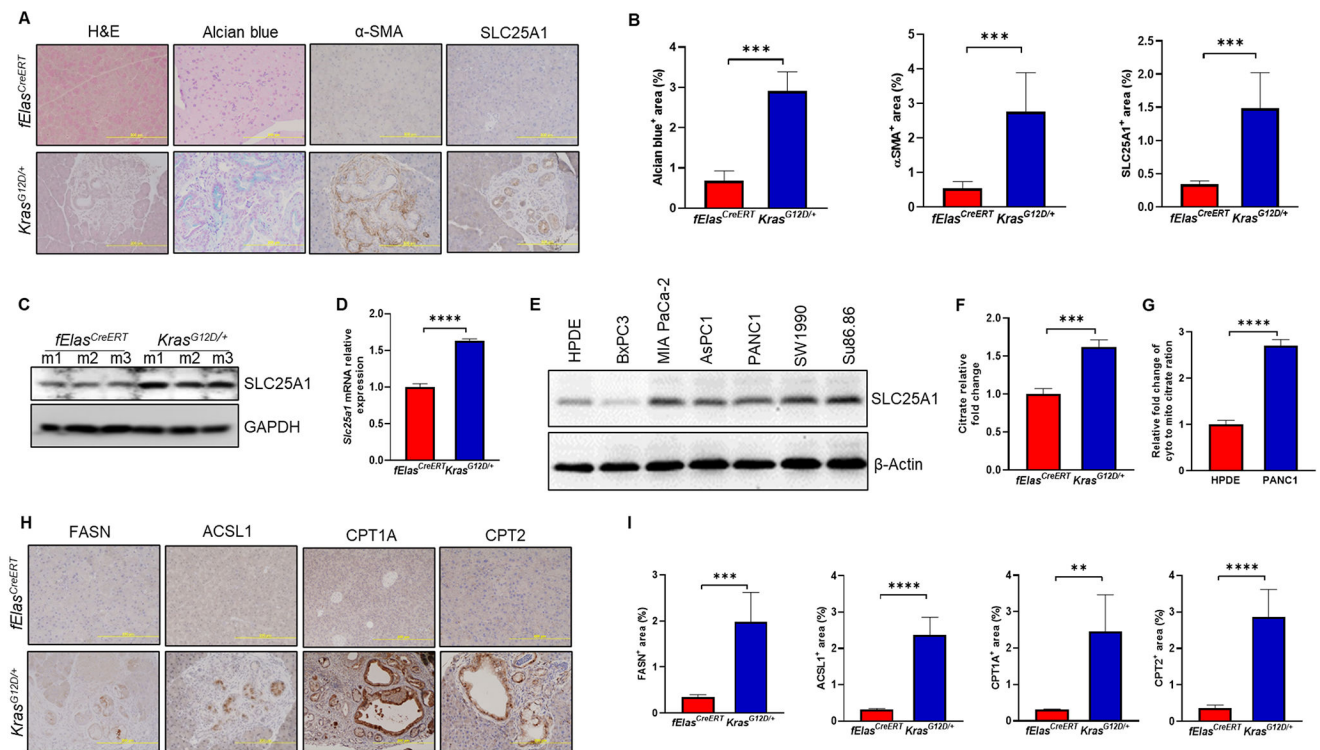 A
H&E
Alcian blue
α-SMA
SLC25A1
fElas^CreERT
Kras^G12D/+
B
Alcian blue⁺ area (%)
4
3
2
1
0
***
fElas^CreERT Kras^G12D/+
αSMA⁺ area (%)
5
4
3
2
1
0
***
fElas^CreERT Kras^G12D/+
SLC25A1⁺ area (%)
2.5
2.0
1.5
1.0
0.5
0.0
***
fElas^CreERT Kras^G12D/+
C
fElas^CreERT Kras^G12D/+
m1 m2 m3 m1 m2 m3
SLC25A1
GAPDH
D
Slc25a1 mRNA relative
expression
2.0
1.5
1.0
0.5
0.0
****
fElas^CreERT Kras^G12D/+
E
HPDE
BxPC3
MIA PaCa-2
AsPC1
PANC1
SW1990
Su86.86
SLC25A1
β-Actin
F
Citrate relative
fold change
2.0
1.5
1.0
0.5
0.0
***
fElas^CreERT Kras^G12D/+
G
Relative fold change of
cyto to mito citrate ration
3
2
1
0
****
HPDE PANC1
H
FASN
ACSL1
CPT1A
CPT2
fElas^CreERT
Kras^G12D/+
I
FASN⁺ area (%)
3
2
1
0
***
fElas^CreERT Kras^G12D/+
ACSL1⁺ area (%)
4
3
2
1
0
****
fElas^CreERT Kras^G12D/+
CPT1A⁺ area (%)
4
3
2
1
0
**
fElas^CreERT Kras^G12D/+
CPT2⁺ area (%)
4
3
2
1
0
****
fElas^CreERT Kras^G12D/+